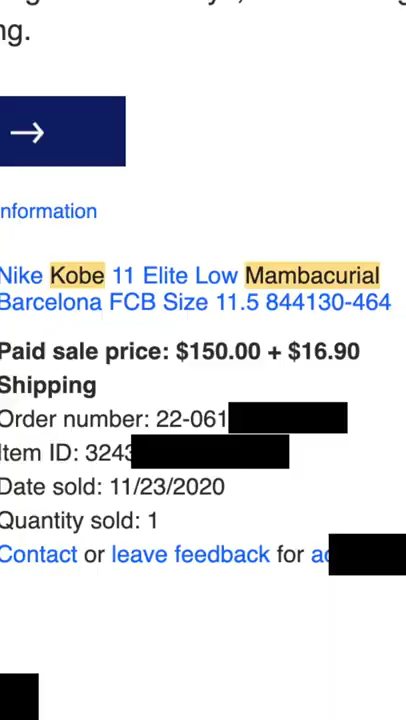 ng.
→
nformation
Nike Kobe 11 Elite Low Mambacurial
Barcelona FCB Size 11.5 844130-464
Paid sale price: $150.00 + $16.90
Shipping
Order number: 22-061
Item ID: 3243
Date sold: 11/23/2020
Quantity sold: 1
Contact or leave feedback for ac